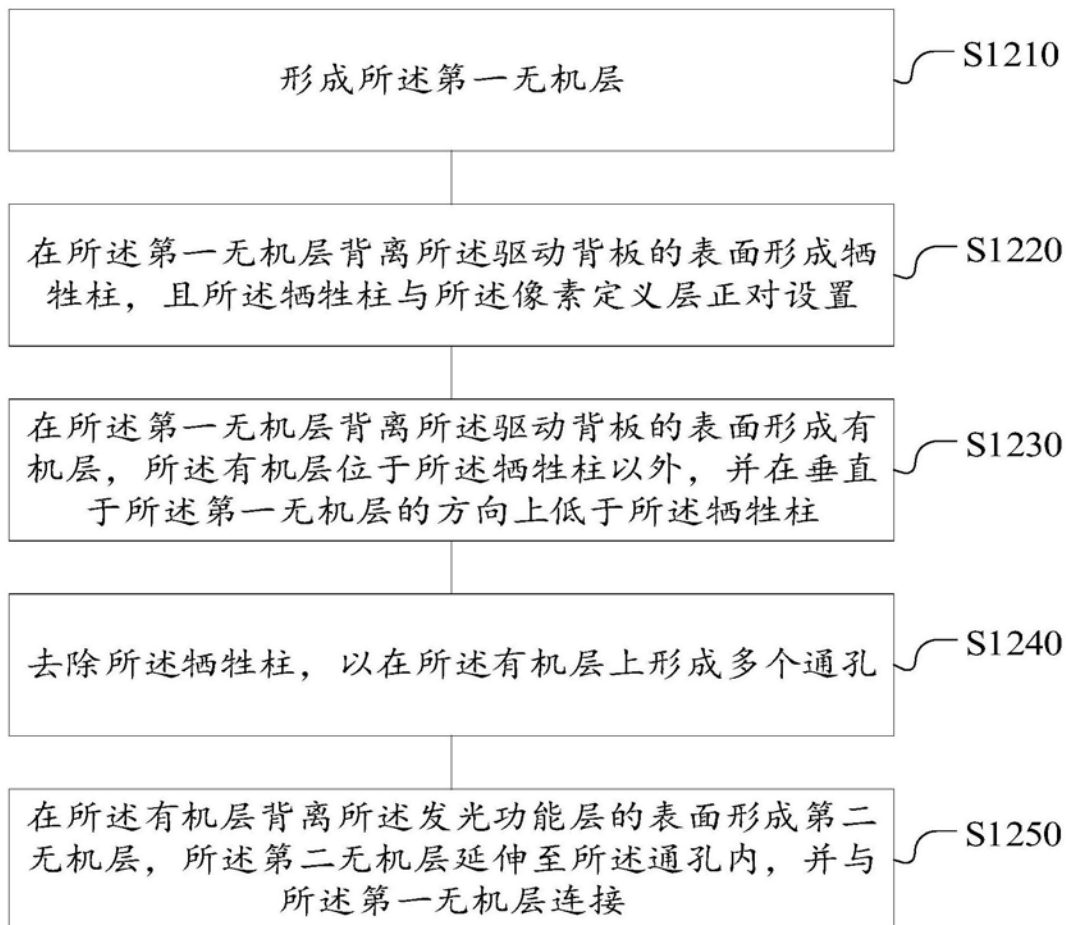 形成所述第一无机层
S1210
在所述第一无机层背离所述驱动背板的表面形成牺
牲柱，且所述牺牲柱与所述像素定义层正对设置
S1220
在所述第一无机层背离所述驱动背板的表面形成有
机层，所述有机层位于所述牺牲柱以外，并在垂直
于所述第一无机层的方向上低于所述牺牲柱
S1230
去除所述牺牲柱，以在所述有机层上形成多个通孔
S1240
在所述有机层背离所述发光功能层的表面形成第二
无机层，所述第二无机层延伸至所述通孔内，并与
所述第一无机层连接
S1250